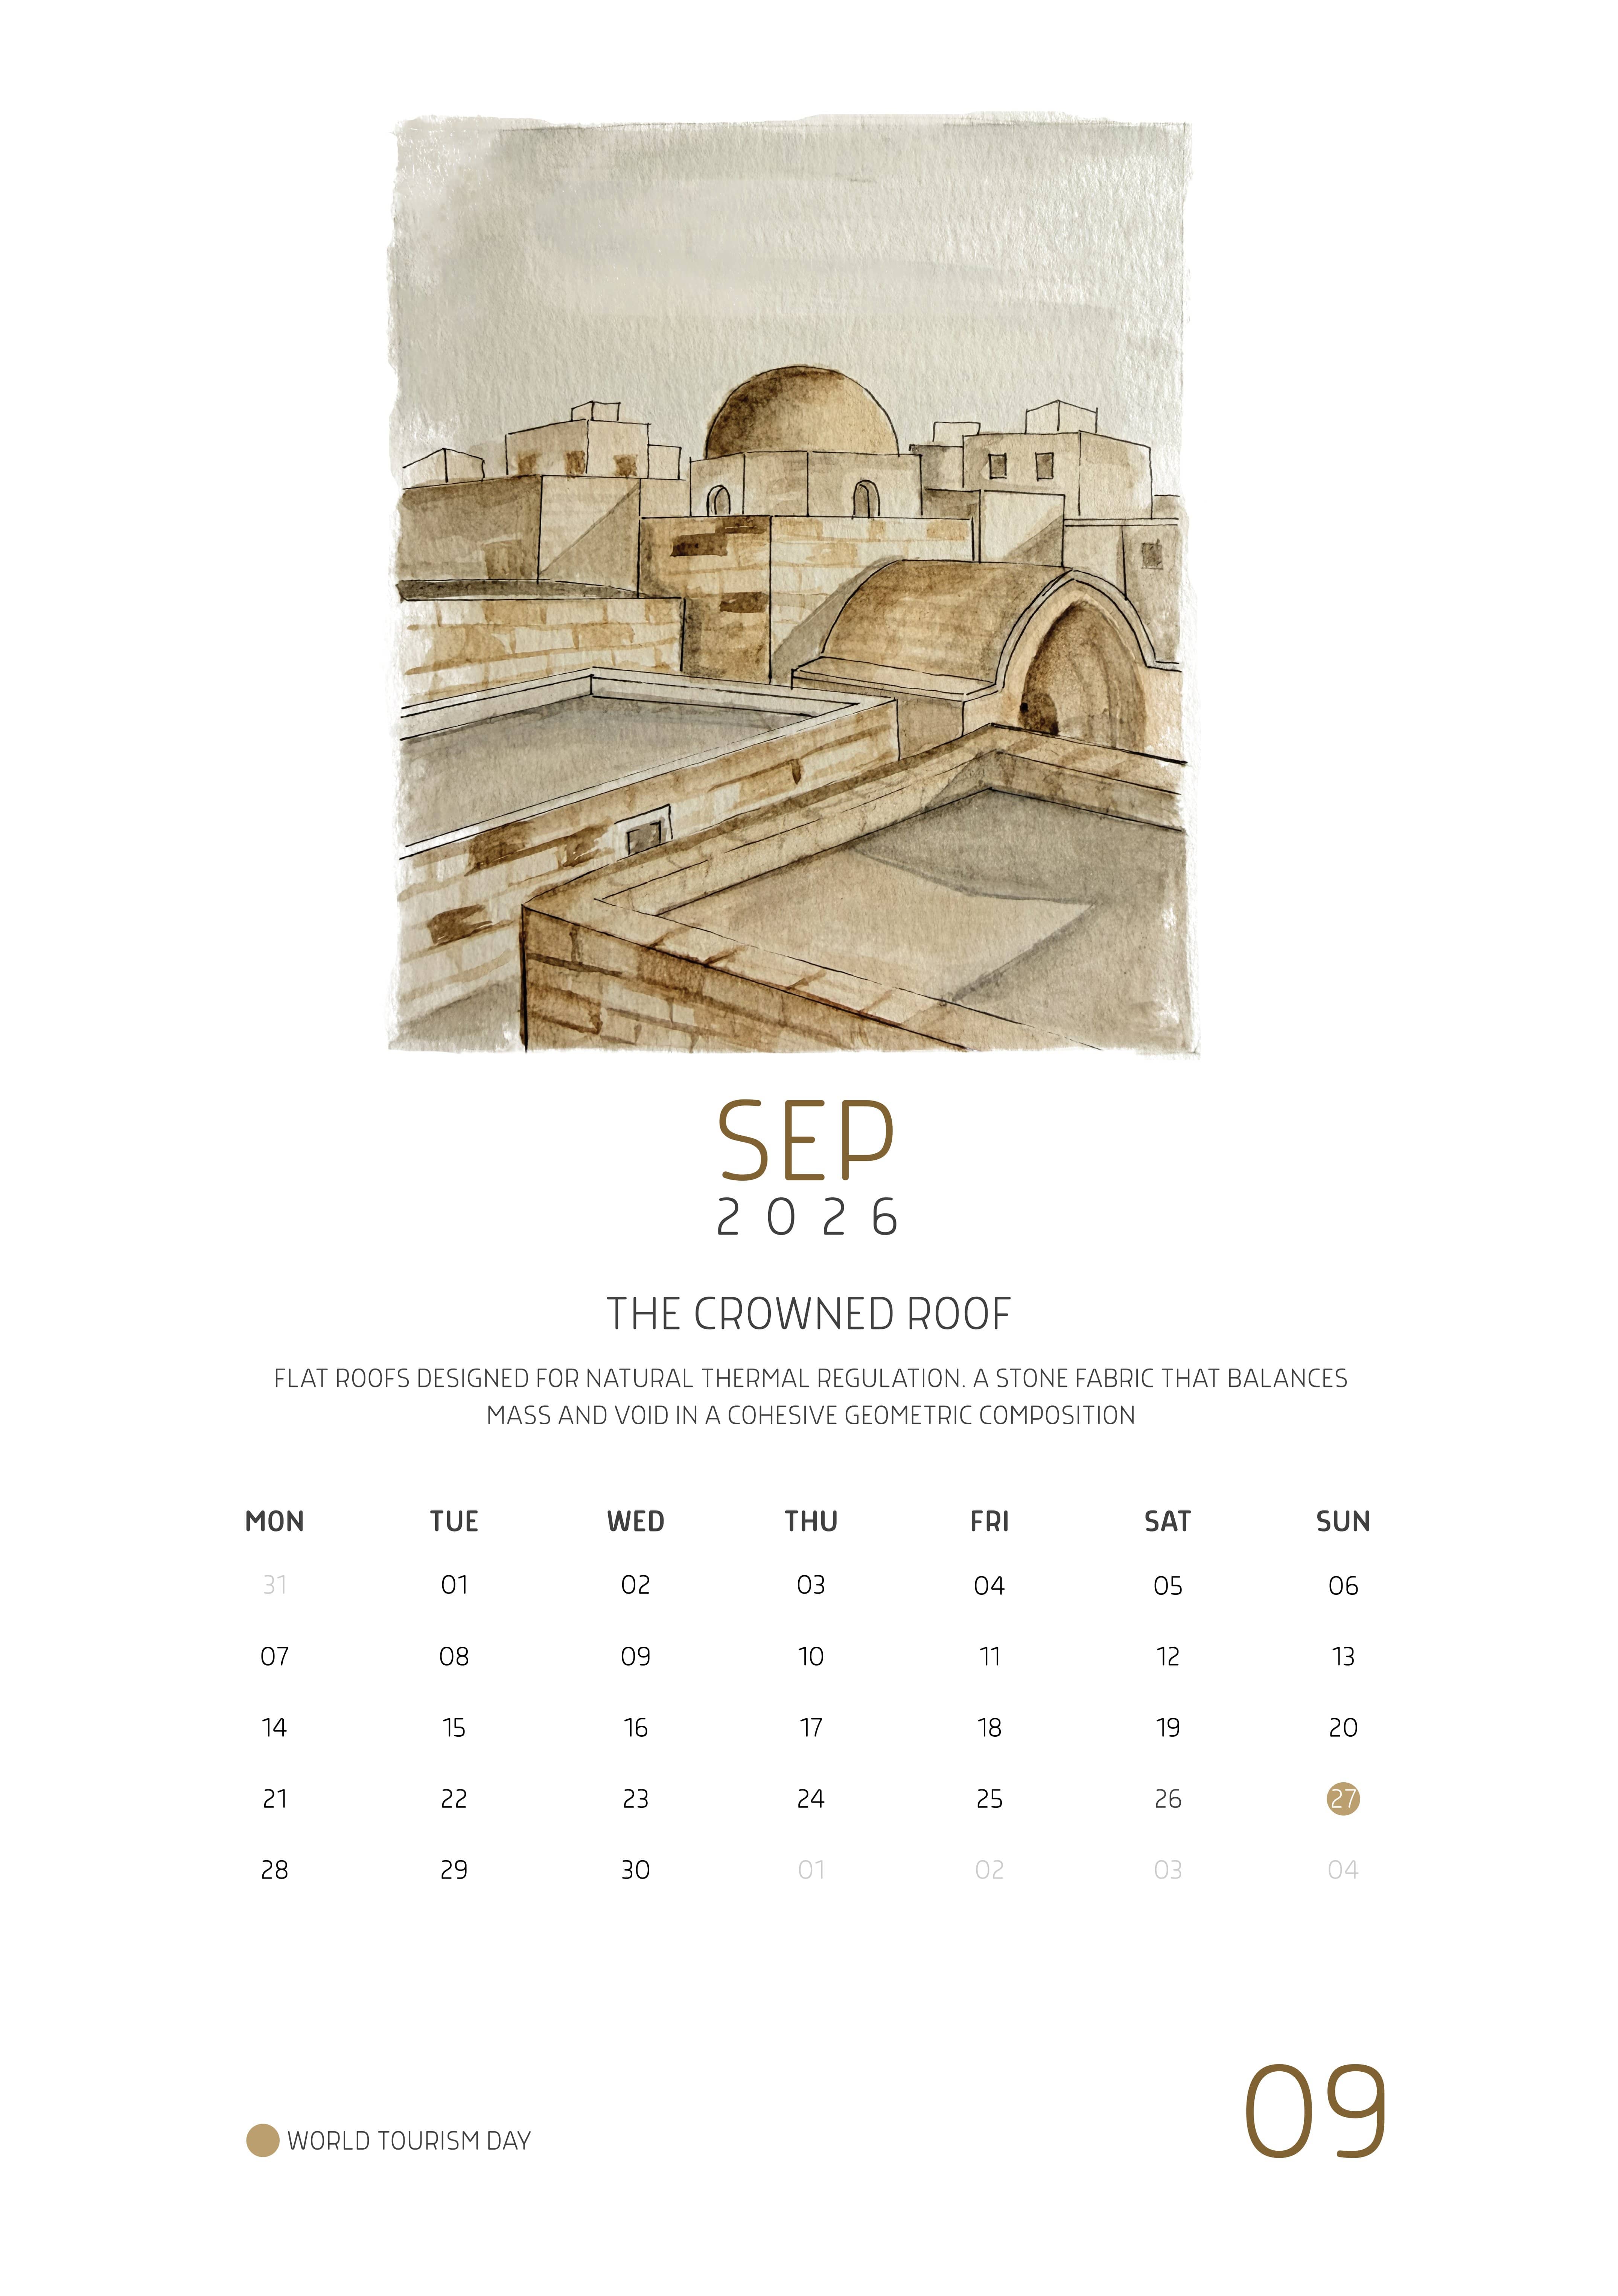 SEP
2026
THE CROWNED ROOF
FLAT ROOFS DESIGNED FOR NATURAL THERMAL REGULATION. A STONE FABRIC THAT BALANCES
MASS AND VOID IN A COHESIVE GEOMETRIC COMPOSITION
MON TUE WED THU FRI SAT SUN
31 01 02 03 04 05 06
07 08 09 10 11 12 13
14 15 16 17 18 19 20
21 22 23 24 25 26 27
28 29 30 01 02 03 04
WORLD TOURISM DAY
09